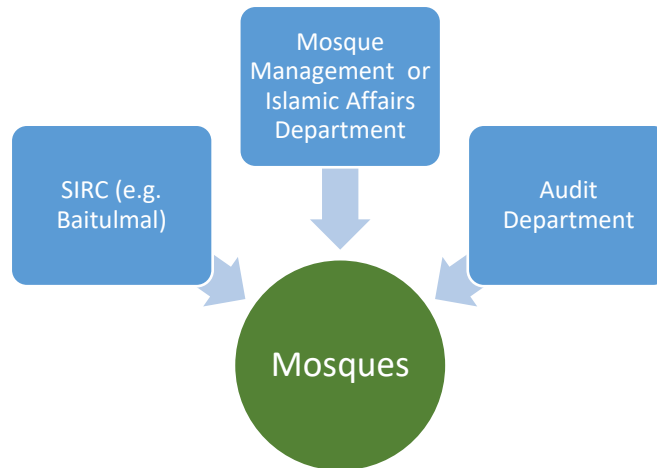 Mosque
Management or
Islamic Affairs
Department
SIRC (e.g.
Baitulmal)
Audit
Department
Mosques